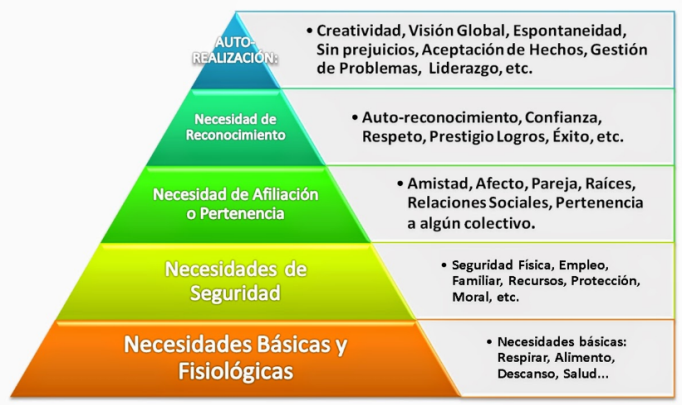 AUTO-
REALIZACIÓN:
• Creatividad, Visión Global, Espontaneidad,
Sin prejuicios, Aceptación de Hechos, Gestión
de Problemas, Liderazgo, etc.
Necesidad de
Reconocimiento
• Auto-reconocimiento, Confianza,
Respeto, Prestigio Logros, Éxito, etc.
Necesidad de Afiliación
o Pertenencia
• Amistad, Afecto, Pareja, Raíces,
Relaciones Sociales, Pertenencia
a algún colectivo.
Necesidades de
Seguridad
• Seguridad Física, Empleo,
Familiar, Recursos, Protección,
Moral, etc.
Necesidades Básicas y
Fisiológicas
• Necesidades básicas:
Respirar, Alimento,
Descanso, Salud...